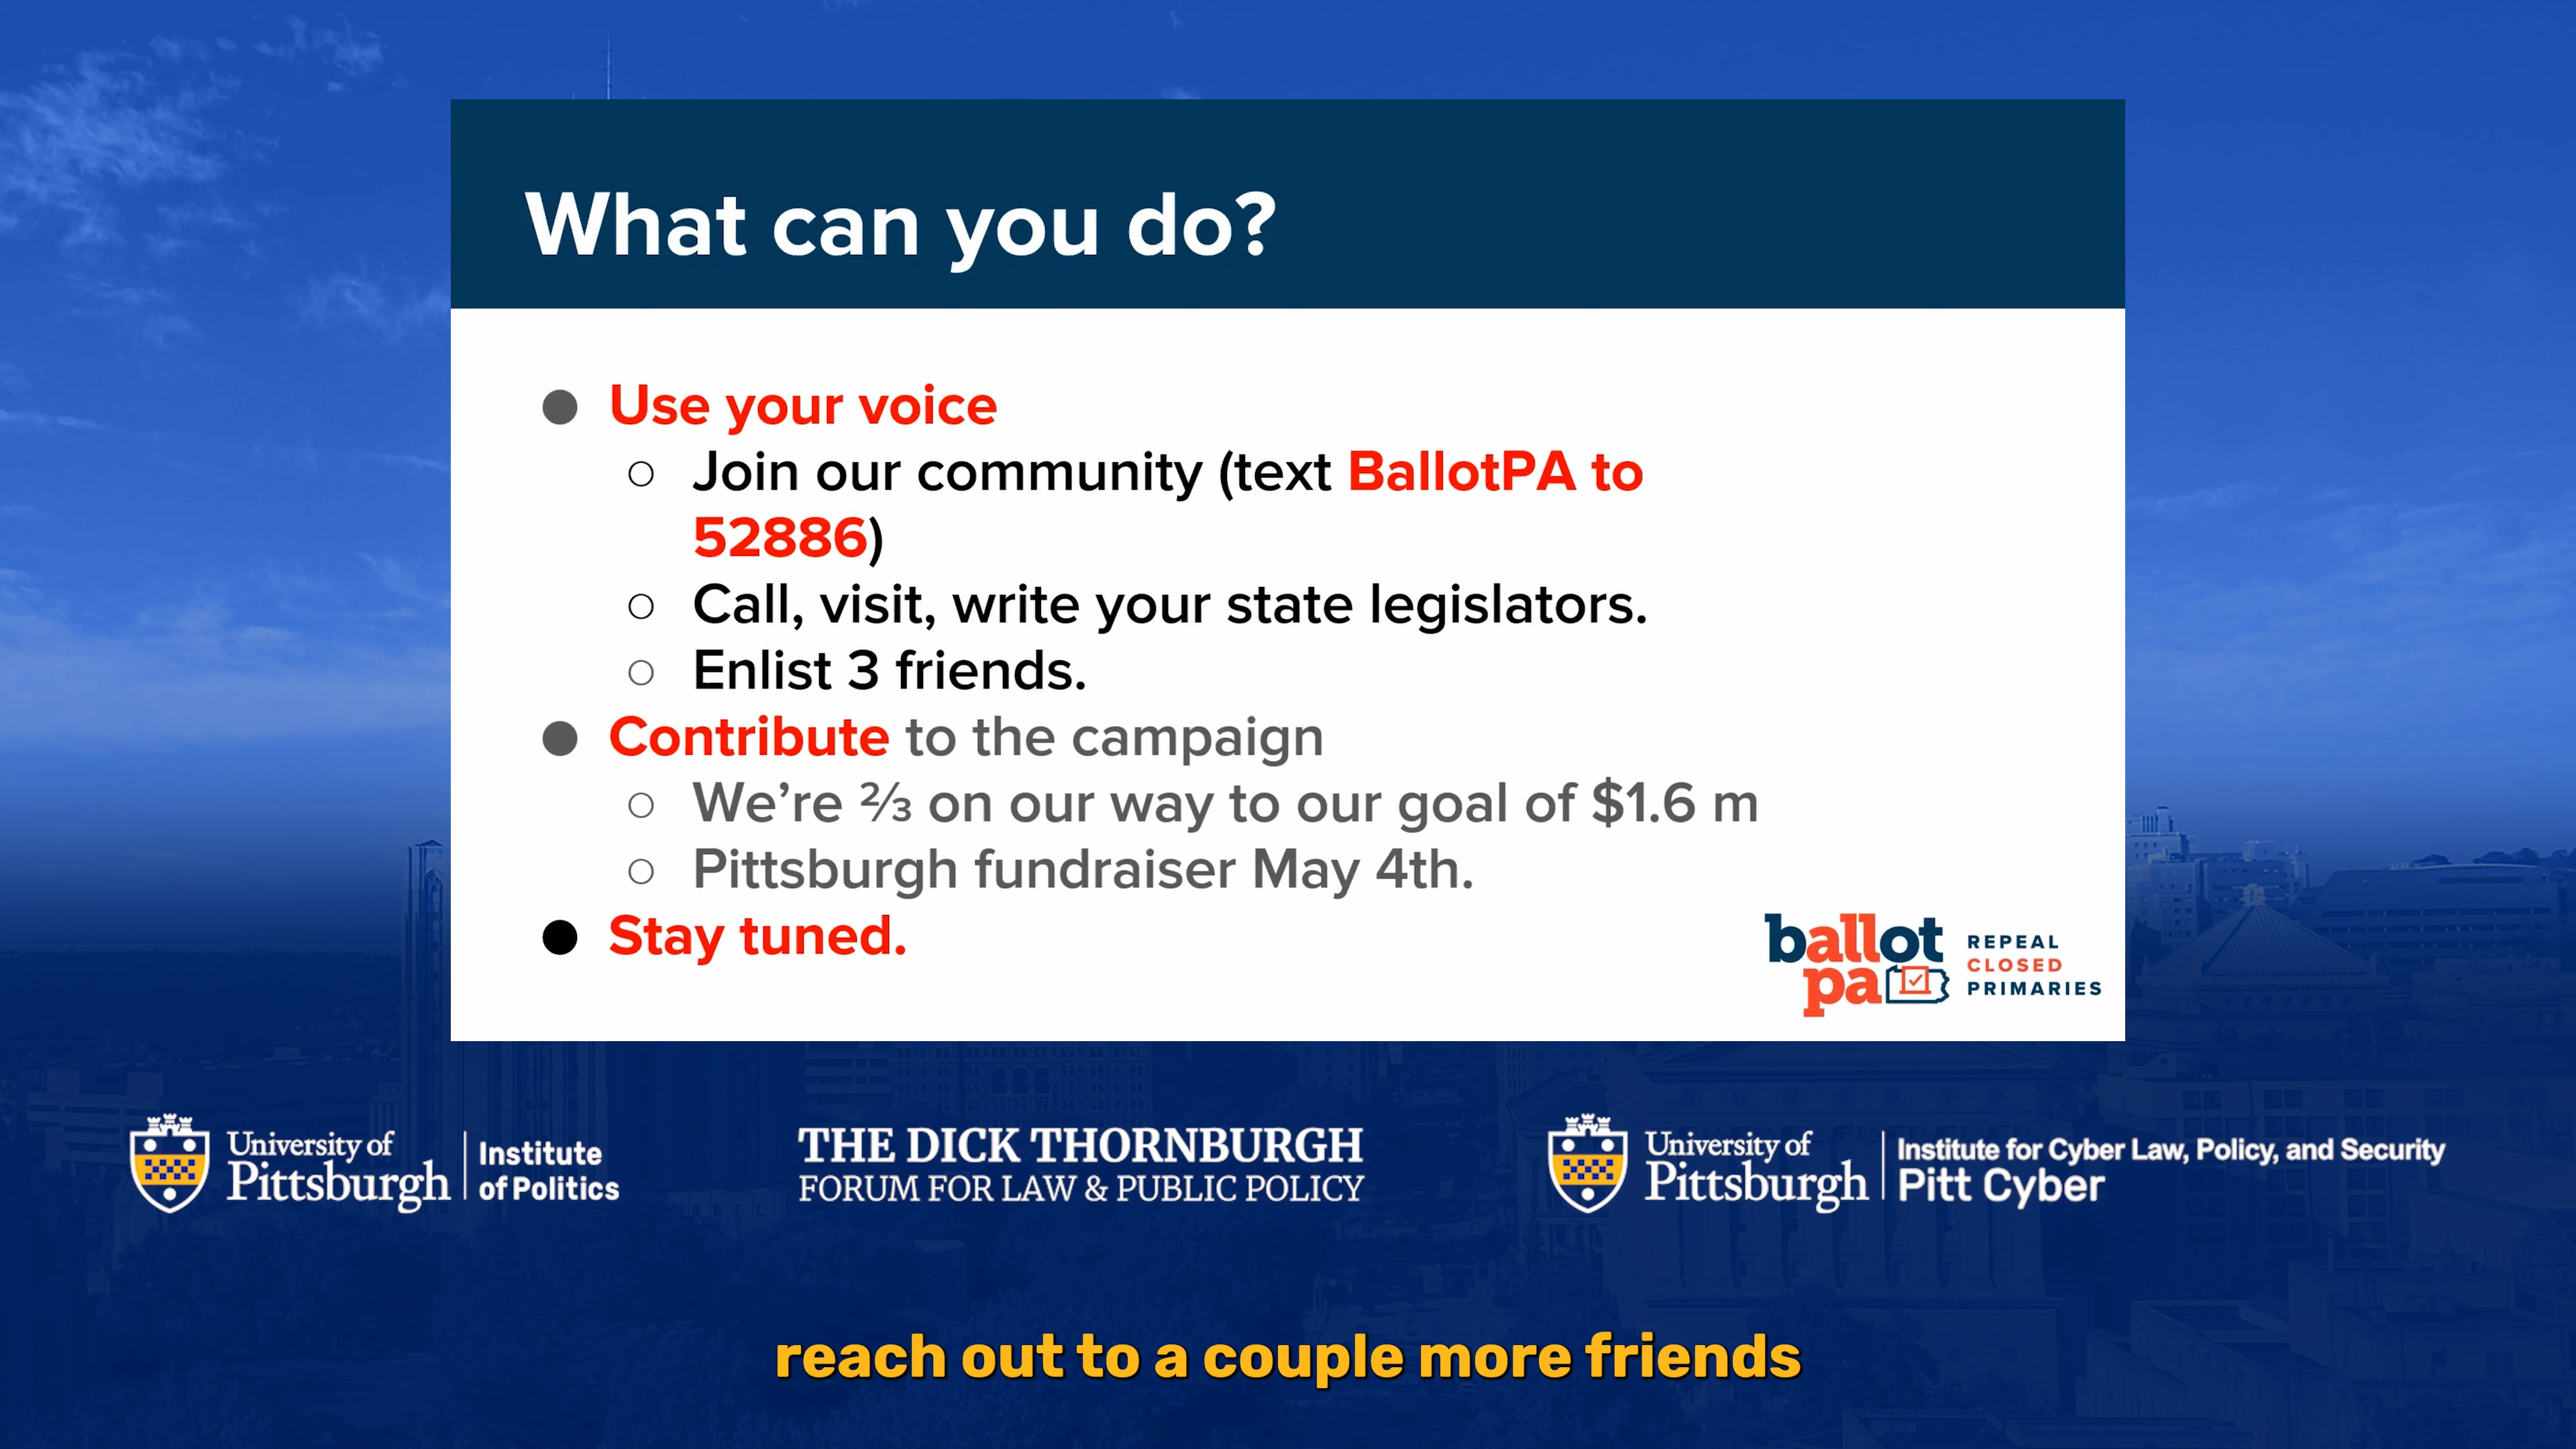 What can you do?
● Use your voice
○ Join our community (text BallotPA to
52886)
○ Call, visit, write your state legislators.
○ Enlist 3 friends.
● Contribute to the campaign
○ We’re ⅔ on our way to our goal of $1.6 m
○ Pittsburgh fundraiser May 4th.
● Stay tuned.
ballot
pa
REPEAL
CLOSED
PRIMARIES
University of
Pittsburgh
Institute
of Politics
THE DICK THORNBURGH
FORUM FOR LAW & PUBLIC POLICY
University of
Pittsburgh
Institute for Cyber Law, Policy, and Security
Pitt Cyber
reach out to a couple more friends